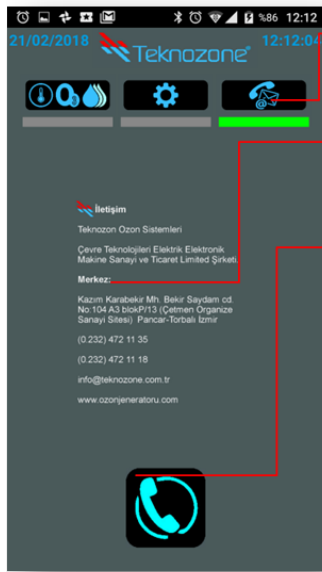 %86 12:12
21/02/2018
Teknozone®
12:12:04
O3
@
İletişim
Teknozon Ozon Sistemleri
Çevre Teknolojileri Elektrik Elektronik
Makine Sanayi ve Ticaret Limited Şirketi.
Merkez:
Kazım Karabekir Mh. Bekir Saydam cd.
No:104 A3 blokP/13 (Çetmen Organize
Sanayi Sitesi) Pancar-Torbalı İzmir
(0.232) 472 11 35
(0.232) 472 11 18
info@teknozone.com.tr
www.ozonjeneratoru.com